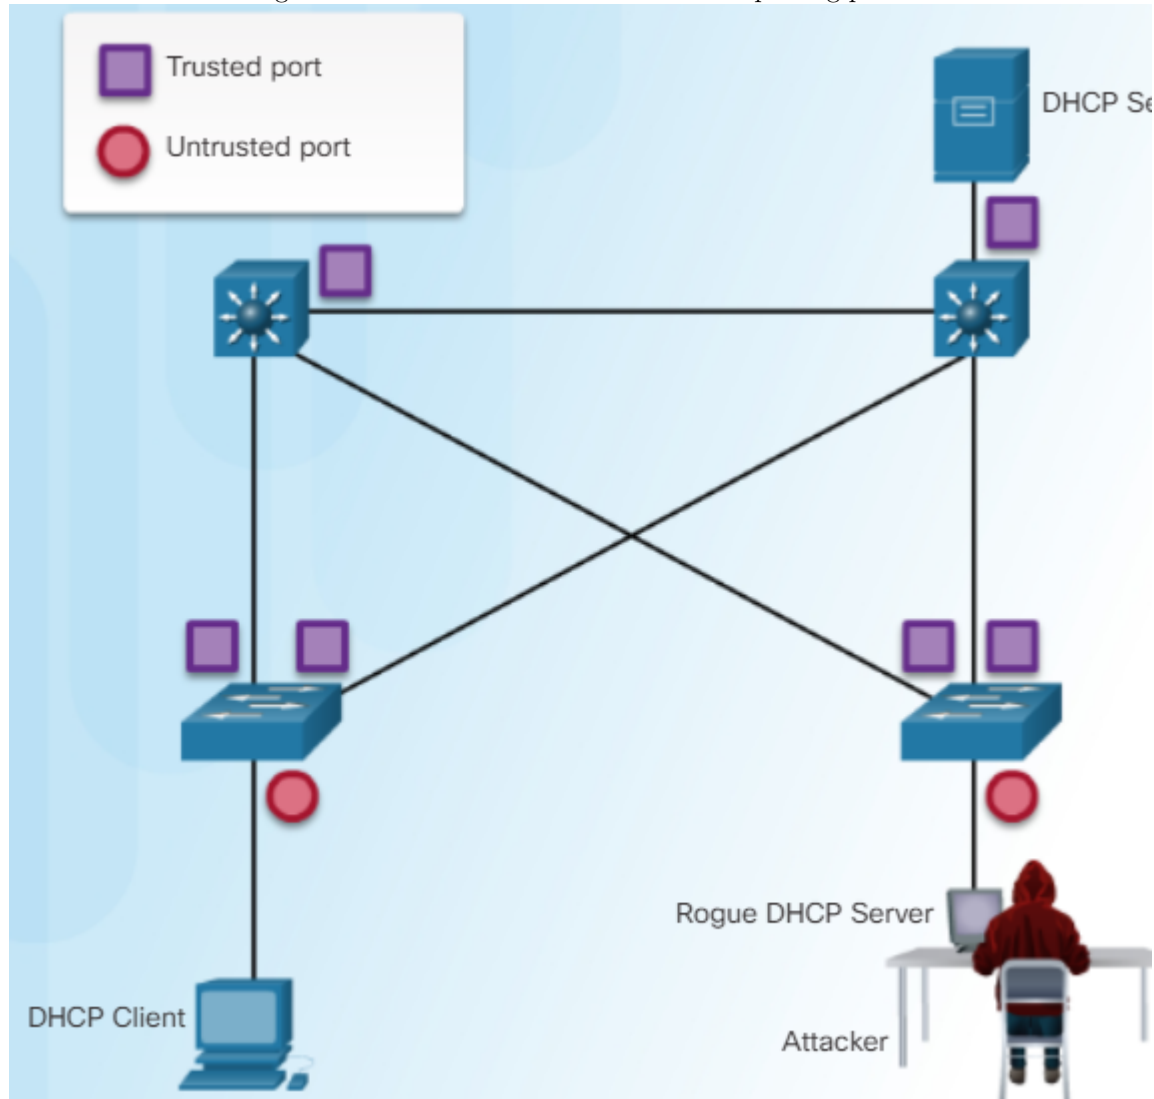 Trusted port
DHCP Se
Untrusted port
Rogue DHCP Server
DHCP Client
Attacker